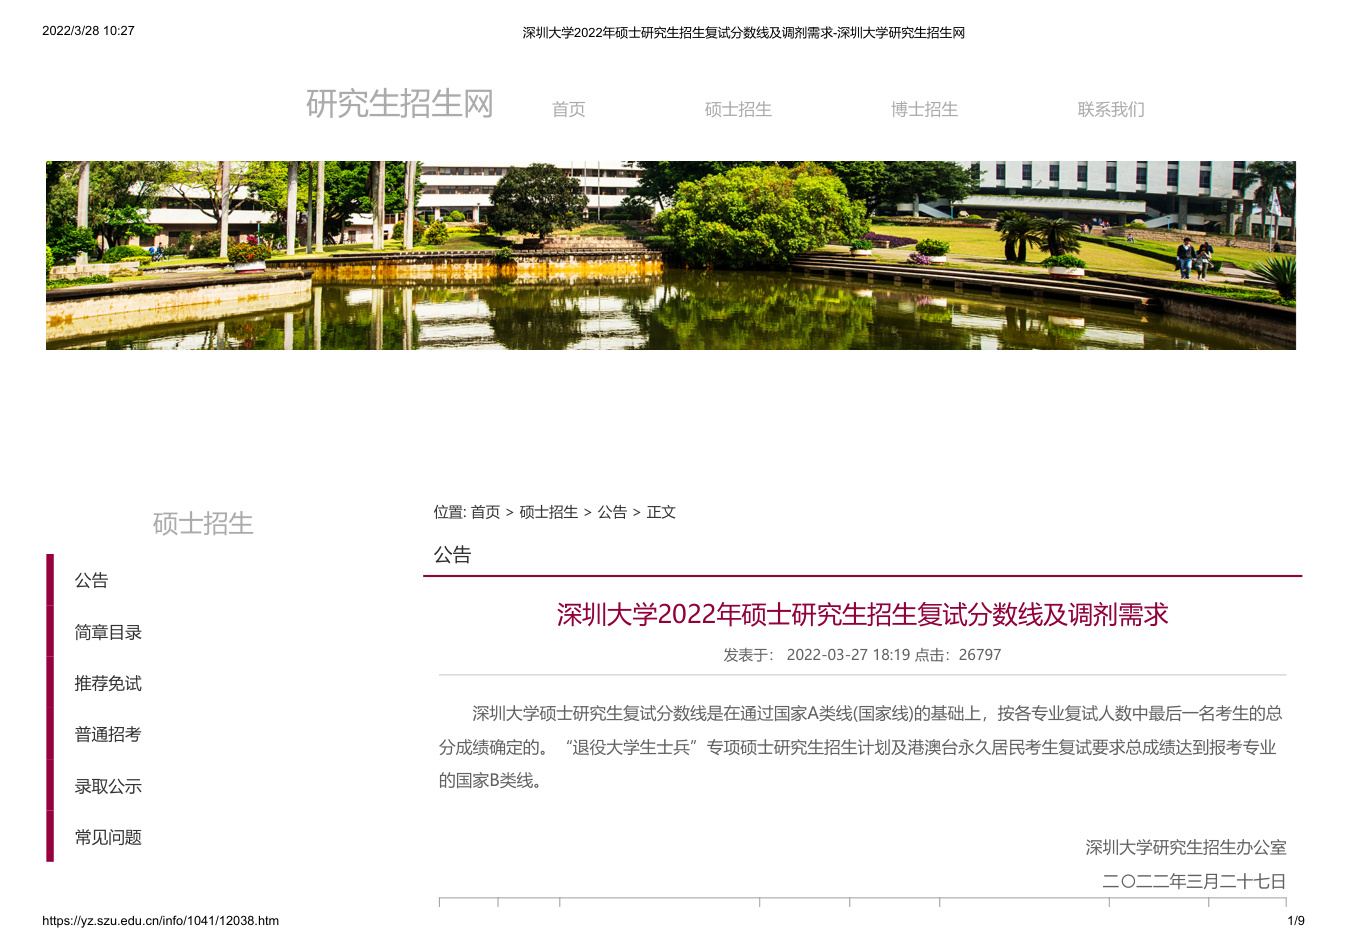 2022/3/28 10:27
深圳大学2022年硕士研究生招生复试分数线及调剂需求-深圳大学研究生招生网
研究生招生网
首页
硕士招生
博士招生
联系我们
硕士招生
公告
简章目录
推荐免试
普通招考
录取公示
常见问题
位置: 首页 > 硕士招生 > 公告 > 正文
公告
深圳大学2022年硕士研究生招生复试分数线及调剂需求
发表于： 2022-03-27 18:19 点击：26797
深圳大学硕士研究生复试分数线是在通过国家A类线(国家线)的基础上，按各专业复试人数中最后一名考生的总
分成绩确定的。“退役大学生士兵”专项硕士研究生招生计划及港澳台永久居民考生复试要求总成绩达到报考专业
的国家B类线。
深圳大学研究生招生办公室
二〇二二年三月二十七日
https://yz.szu.edu.cn/info/1041/12038.htm
1/9